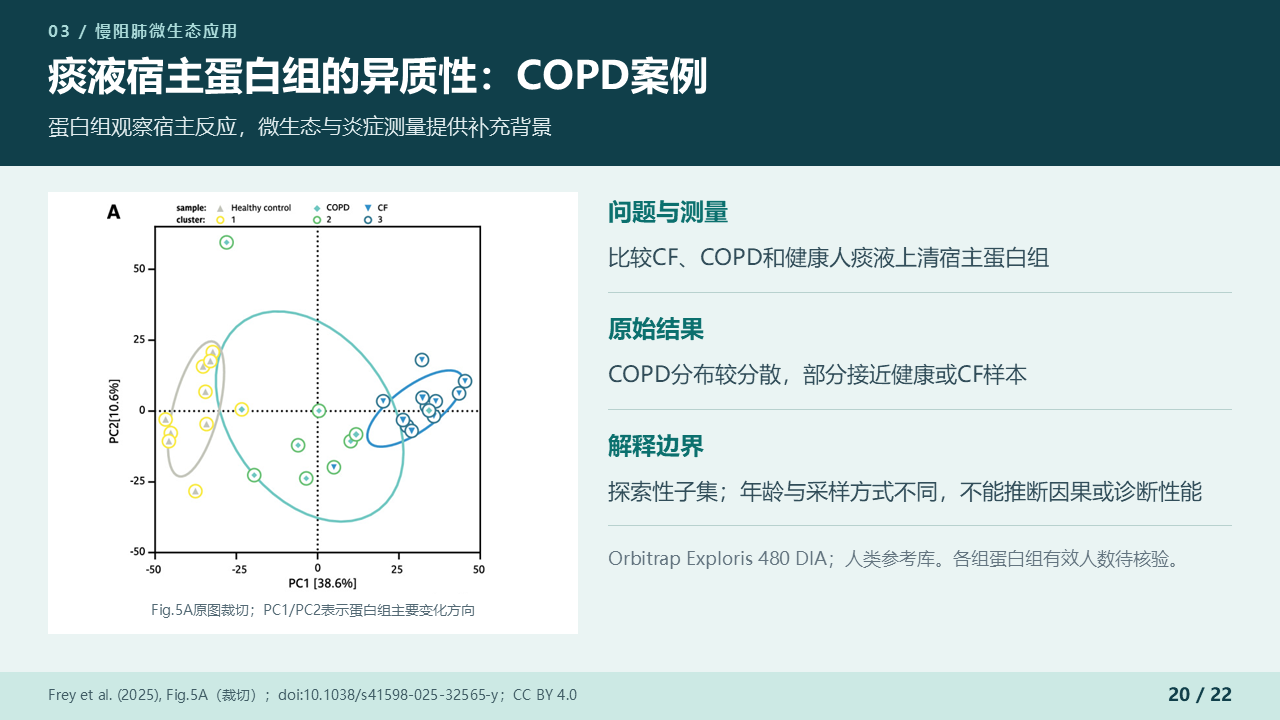 03 / 慢阻肺微生态应用
痰液宿主蛋白组的异质性：COPD案例
蛋白组观察宿主反应，微生态与炎症测量提供补充背景
A
sample: Healthy control COPD CF
cluster: 1 2 3
50
25
0
-25
-50
PC2[10.6%]
-50 -25 0 25 50
PC1 [38.6%]
Fig.5A原图裁切；PC1/PC2表示蛋白组主要变化方向
问题与测量
比较CF、COPD和健康人痰液上清宿主蛋白组
原始结果
COPD分布较分散，部分接近健康或CF样本
解释边界
探索性子集；年龄与采样方式不同，不能推断因果或诊断性能
Orbitrap Exploris 480 DIA；人类参考库。各组蛋白组有效人数待核验。
Frey et al. (2025), Fig.5A（裁切）；doi:10.1038/s41598-025-32565-y；CC BY 4.0
20 / 22